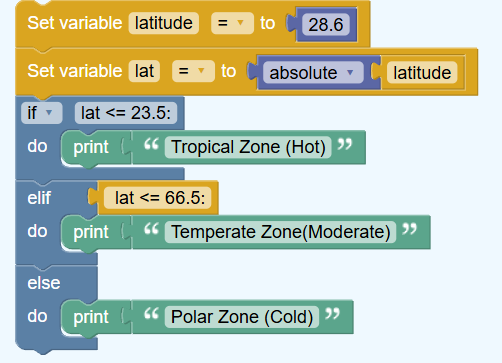 Set variable latitude = to 28.6
Set variable lat = to absolute latitude
if lat <= 23.5:
do print “ Tropical Zone (Hot) ”
elif lat <= 66.5:
do print “ Temperate Zone(Moderate) ”
else
do print “ Polar Zone (Cold) ”